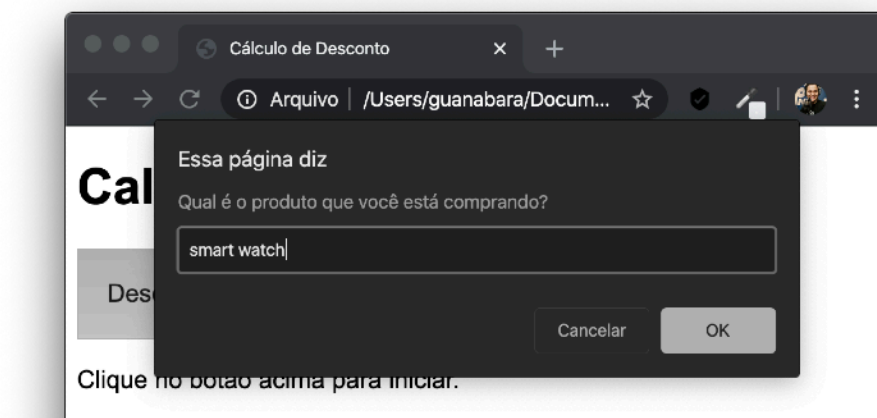 Cálculo de Desconto
Arquivo | /Users/guanabara/Docum...
Essa página diz
Cal
Qual é o produto que você está comprando?
smart watch
Des
Cancelar
OK
Clique no botão acima para iniciar.